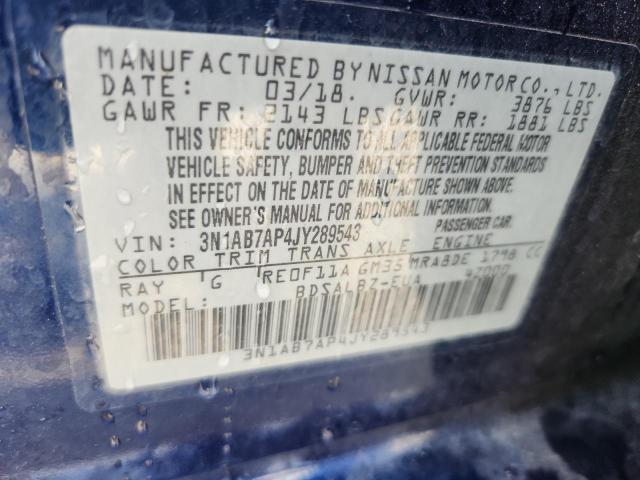 MANUFACTURED BY NISSAN MOTOR CO., LTD.
DATE: 03/18. GVWR: 3876 LBS
GAWR FR: 2143 LBS GAWR RR: 1881 LBS
THIS VEHICLE CONFORMS TO ALL APPLICABLE FEDERAL MOTOR
VEHICLE SAFETY, BUMPER AND THEFT PREVENTION STANDARDS
IN EFFECT ON THE DATE OF MANUFACTURE SHOWN ABOVE.
SEE OWNER'S MANUAL FOR ADDITIONAL INFORMATION.
VIN: 3N1AB7AP4JY289543 PASSENGER CAR.
COLOR TRIM TRANS AXLE ENGINE
RAY G RE0F11A GM35 MRA8DE 1798 CC
MODEL: BDSALBZ-EUA 4Z000
3N1AB7AP4JY289543